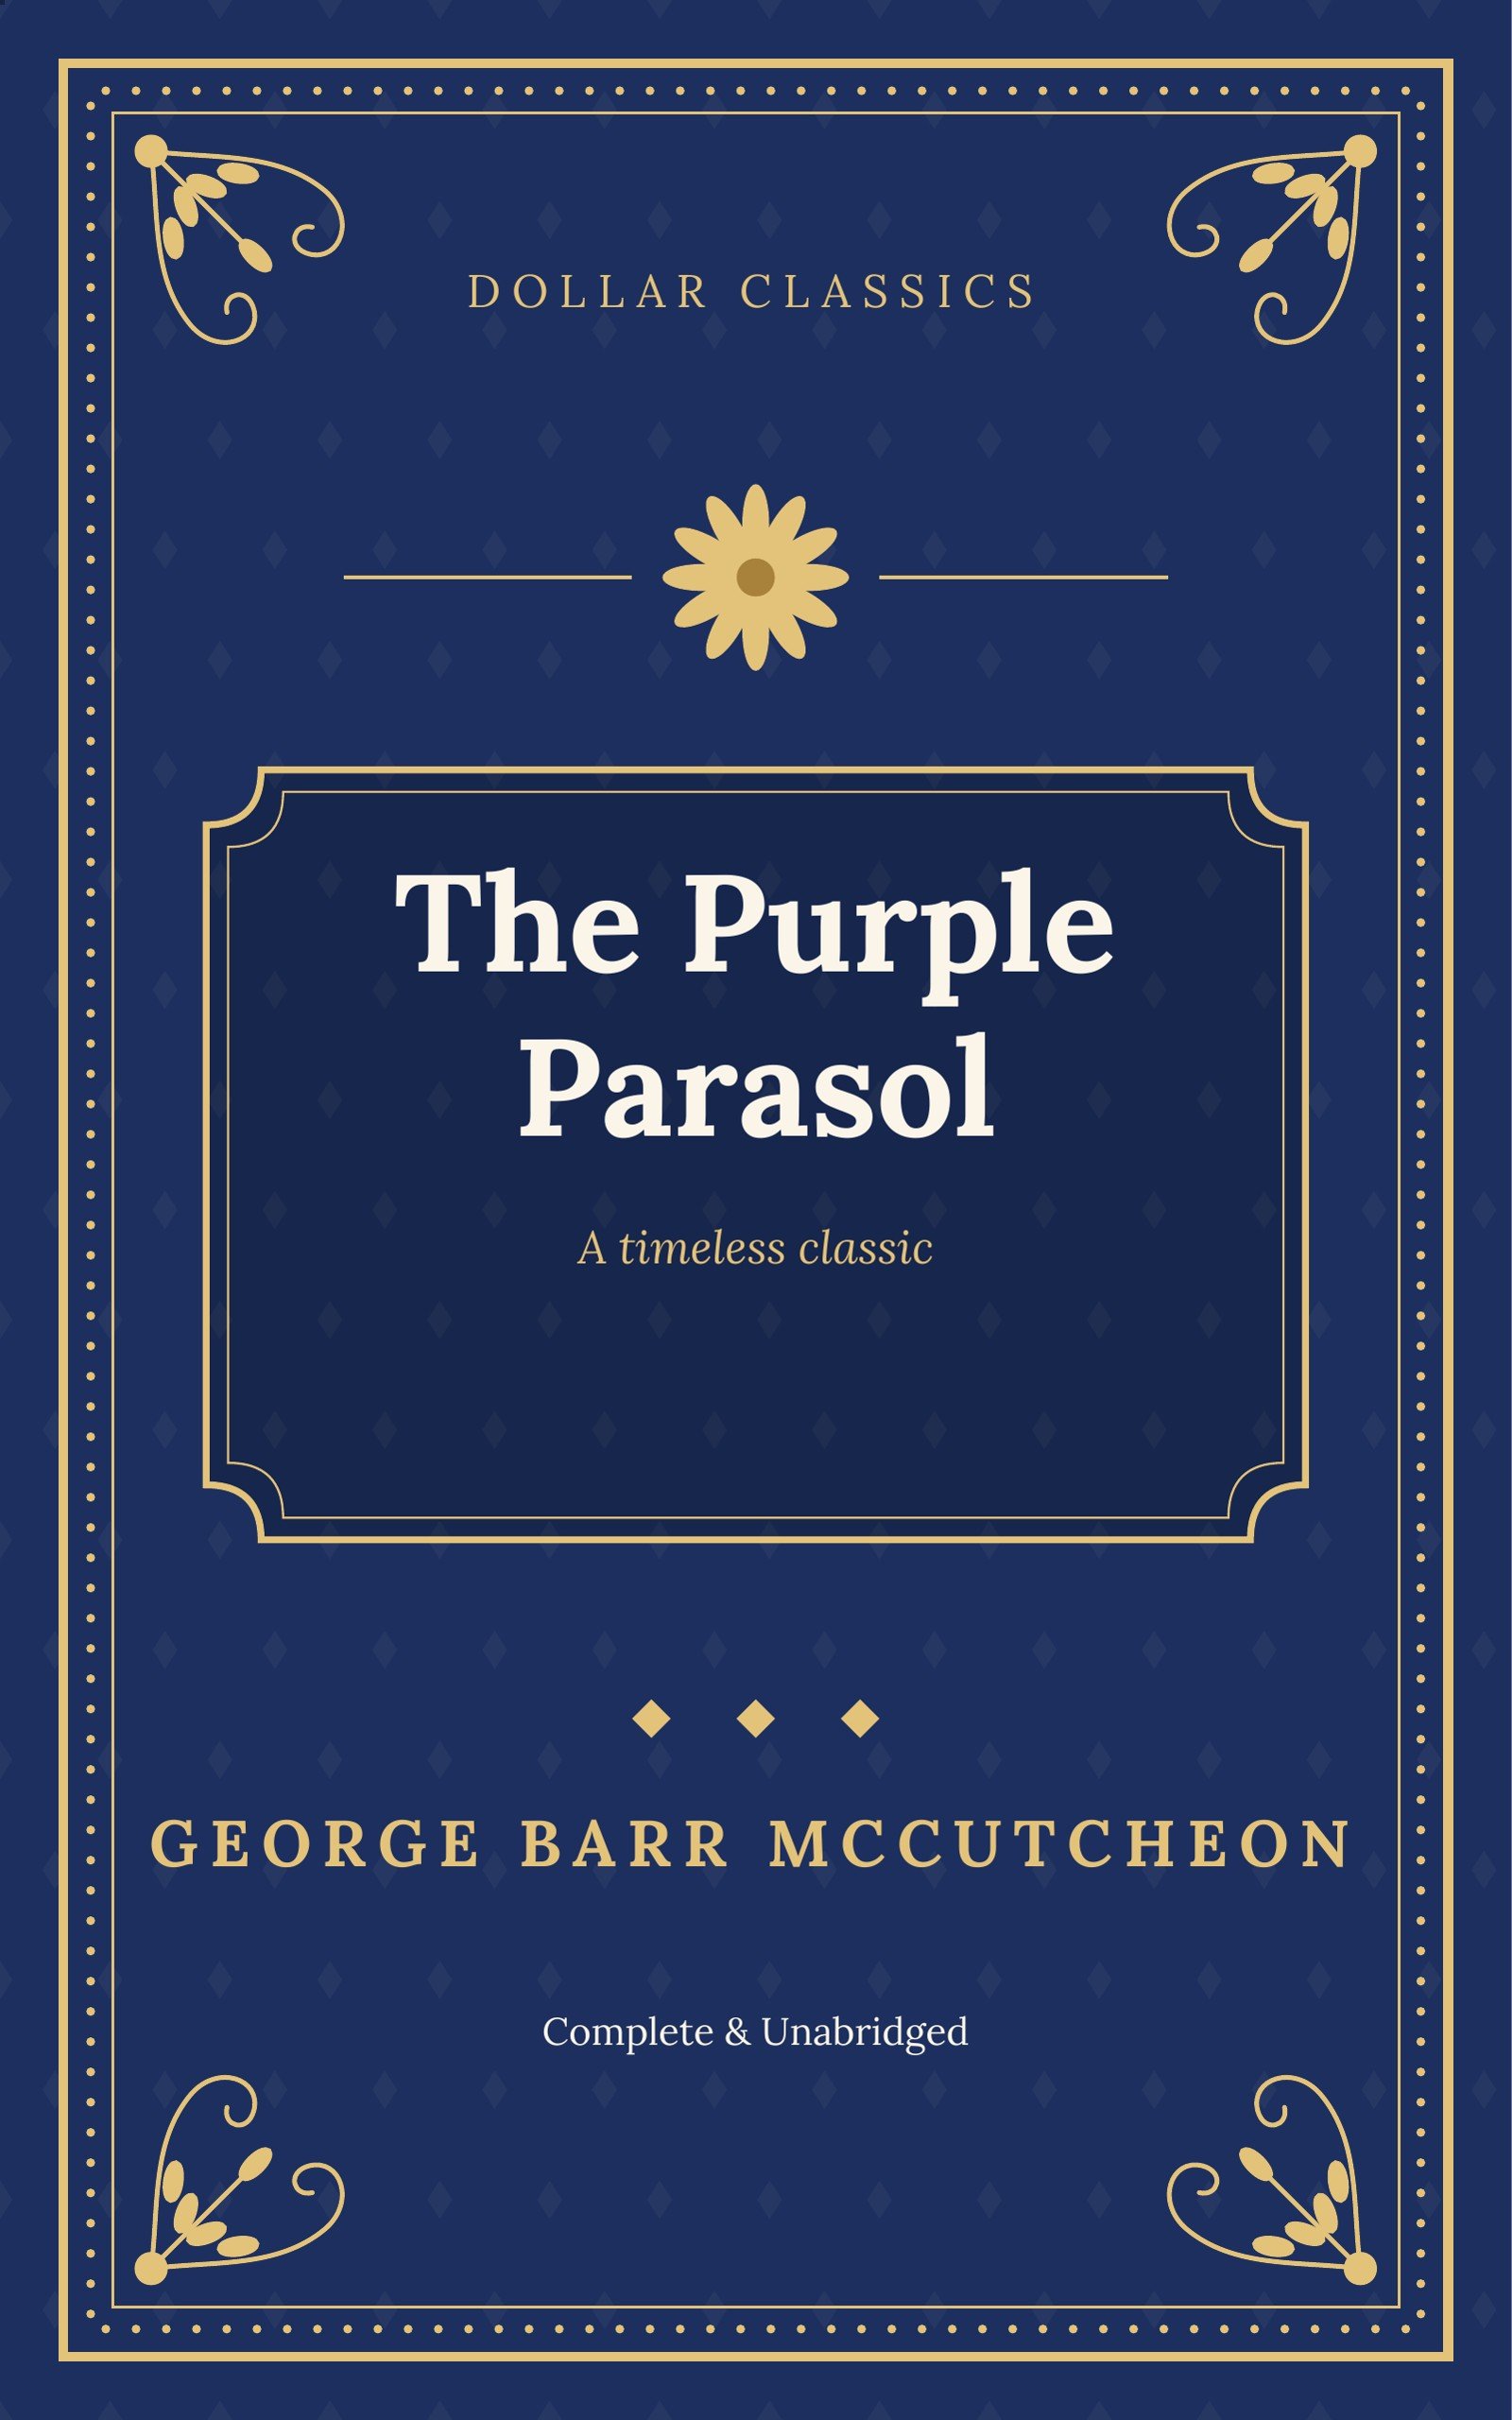 DOLLAR CLASSICS
The Purple
Parasol
A timeless classic
GEORGE BARR MCCUTCHEON
Complete & Unabridged